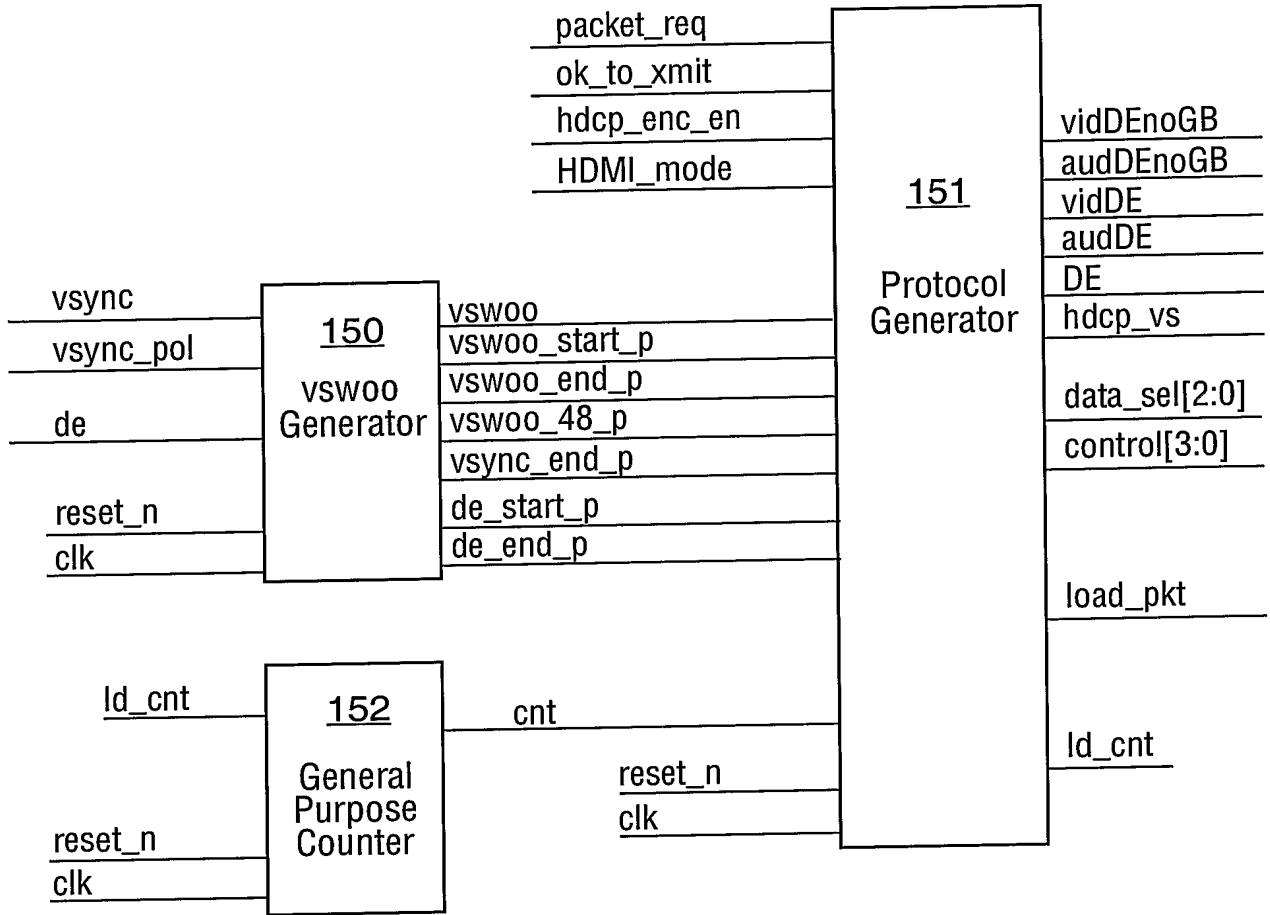 packet_req
ok_to_xmit
hdcp_enc_en
HDMI_mode
151
Protocol
Generator
vidDEnoGB
audDEnoGB
vidDE
audDE
DE
hdcp_vs
data_sel[2:0]
control[3:0]
load_pkt
ld_cnt
vsync
vsync_pol
de
reset_n
clk
150
vswoo
Generator
vswoo
vswoo_start_p
vswoo_end_p
vswoo_48_p
vsync_end_p
de_start_p
de_end_p
ld_cnt
reset_n
clk
152
General
Purpose
Counter
cnt
reset_n
clk